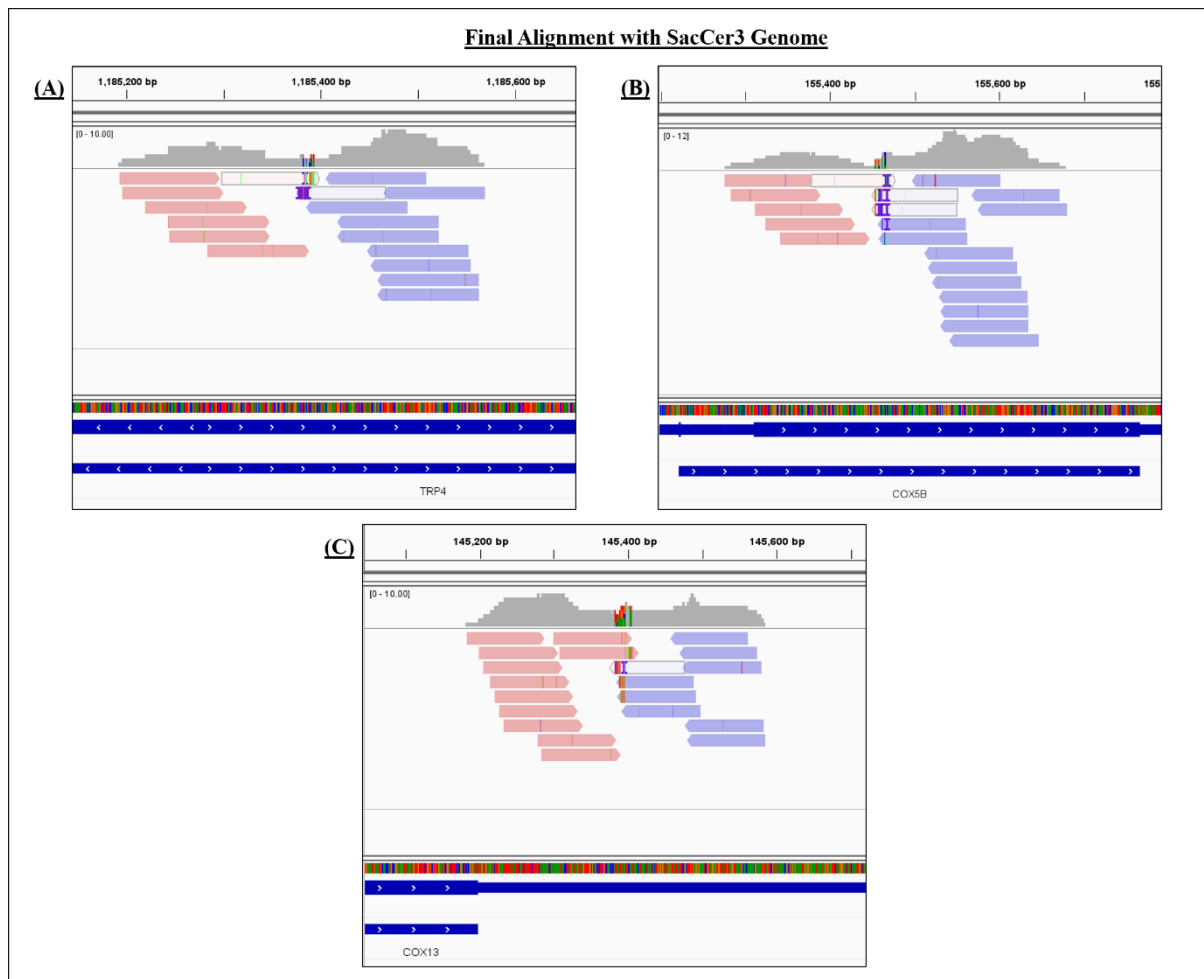 Final Alignment with SacCer3 Genome
(A)
1,185,200 bp 1,185,400 bp 1,185,600 bp
[0 - 10.00]
TRP4
(B)
155,400 bp 155,600 bp 155
[0 - 12]
COX5B
(C)
145,200 bp 145,400 bp 145,600 bp
[0 - 10.00]
COX13